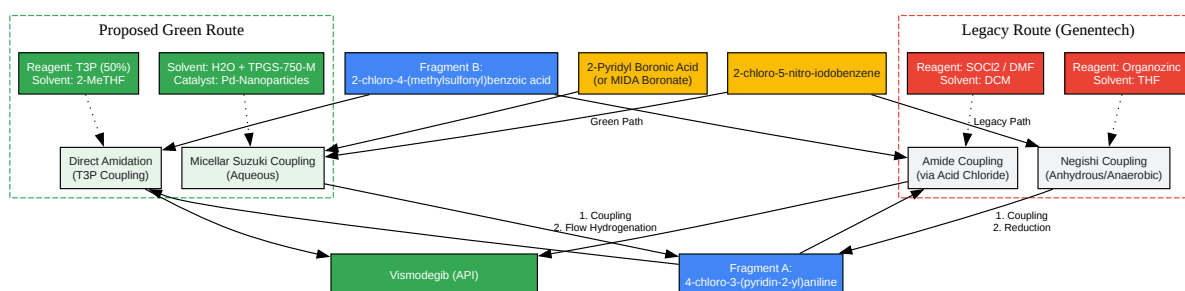 Proposed Green Route
Legacy Route (Genentech)
Reagent: T3P (50%)
Solvent: 2-MeTHF
Solvent: H2O + TPGS-750-M
Catalyst: Pd-Nanoparticles
Fragment B:
2-chloro-4-(methylsulfonyl)benzoic acid
2-Pyridyl Boronic Acid
(or MIDA Boronate)
2-chloro-5-nitro-iodobenzene
Reagent: SOCl2 / DMF
Solvent: DCM
Reagent: Organozinc
Solvent: THF
Green Path
Legacy Path
Direct Amidation
(T3P Coupling)
Micellar Suzuki Coupling
(Aqueous)
Amide Coupling
(via Acid Chloride)
Negishi Coupling
(Anhydrous/Anaerobic)
1. Coupling
2. Flow Hydrogenation
1. Coupling
2. Reduction
Vismodegib (API)
Fragment A:
4-chloro-3-(pyridin-2-yl)aniline